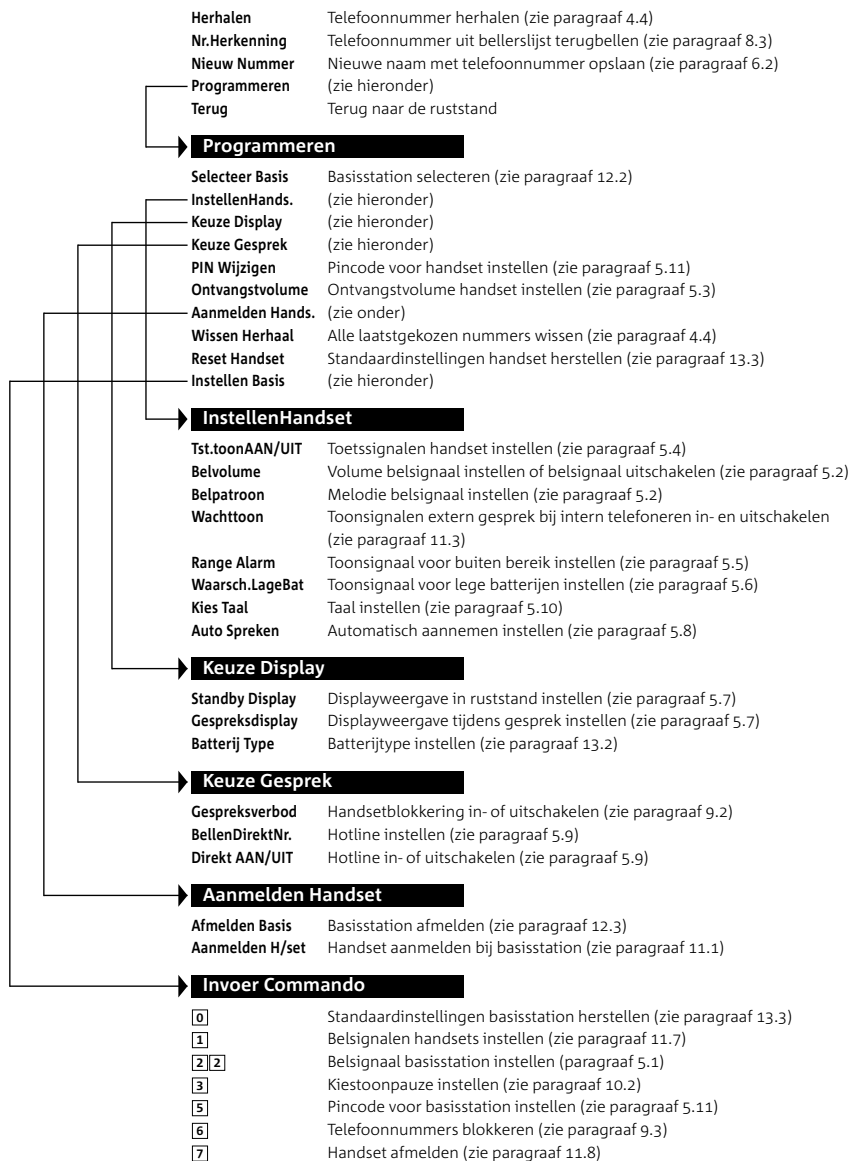 Herhalen Telefoonnummer herhalen (zie paragraaf 4.4)
Nr.Herkenning Telefoonnummer uit bellerslijst terugbellen (zie paragraaf 8.3)
Nieuw Nummer Nieuwe naam met telefoonnummer opslaan (zie paragraaf 6.2)
Programmeren (zie hieronder)
Terug Terug naar de ruststand
Programmeren
Selecteer Basis Basisstation selecteren (zie paragraaf 12.2)
InstellenHands. (zie hieronder)
Keuze Display (zie hieronder)
Keuze Gesprek (zie hieronder)
PIN Wijzigen Pincode voor handset instellen (zie paragraaf 5.11)
Ontvangstvolume Ontvangstvolume handset instellen (zie paragraaf 5.3)
Aanmelden Hands. (zie onder)
Wissen Herhaal Alle laatstgekozen nummers wissen (zie paragraaf 4.4)
Reset Handset Standaardinstellingen handset herstellen (zie paragraaf 13.3)
Instellen Basis (zie hieronder)
InstellenHandset
Tst.toonAAN/UIT Toetssignalen handset instellen (zie paragraaf 5.4)
Belvolume Volume belsignaal instellen of belsignaal uitschakelen (zie paragraaf 5.2)
Belpatroon Melodie belsignaal instellen (zie paragraaf 5.2)
Wachttoon Toonsignalen extern gesprek bij intern telefoneren in- en uitschakelen
(zie paragraaf 11.3)
Range Alarm Toonsignaal voor buiten bereik instellen (zie paragraaf 5.5)
Waarsch.LageBat Toonsignaal voor lege batterijen instellen (zie paragraaf 5.6)
Kies Taal Taal instellen (zie paragraaf 5.10)
Auto Spreken Automatisch aannemen instellen (zie paragraaf 5.8)
Keuze Display
Standby Display Displayweergave in ruststand instellen (zie paragraaf 5.7)
Gespreksdisplay Displayweergave tijdens gesprek instellen (zie paragraaf 5.7)
Batterij Type Batterijtype instellen (zie paragraaf 13.2)
Keuze Gesprek
Gespreksverbod Handsetblokkering in- of uitschakelen (zie paragraaf 9.2)
BellenDirektNr. Hotline instellen (zie paragraaf 5.9)
Direkt AAN/UIT Hotline in- of uitschakelen (zie paragraaf 5.9)
Aanmelden Handset
Afmelden Basis Basisstation afmelden (zie paragraaf 12.3)
Aanmelden H/set Handset aanmelden bij basisstation (zie paragraaf 11.1)
Invoer Commando
0 Standaardinstellingen basisstation herstellen (zie paragraaf 13.3)
1 Belsignalen handsets instellen (zie paragraaf 11.7)
2 2 Belsignaal basisstation instellen (paragraaf 5.1)
3 Kiestoonpauze instellen (zie paragraaf 10.2)
5 Pincode voor basisstation instellen (zie paragraaf 5.11)
6 Telefoonnummers blokkeren (zie paragraaf 9.3)
7 Handset afmelden (zie paragraaf 11.8)